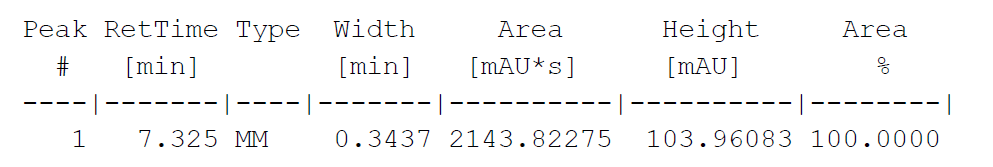 Peak RetTime Type  Width     Area      Height     Area
  #   [min]        [min]   [mAU*s]     [mAU]        %
----|-------|----|-------|----------|----------|--------|
   1   7.325 MM    0.3437 2143.82275  103.96083 100.0000